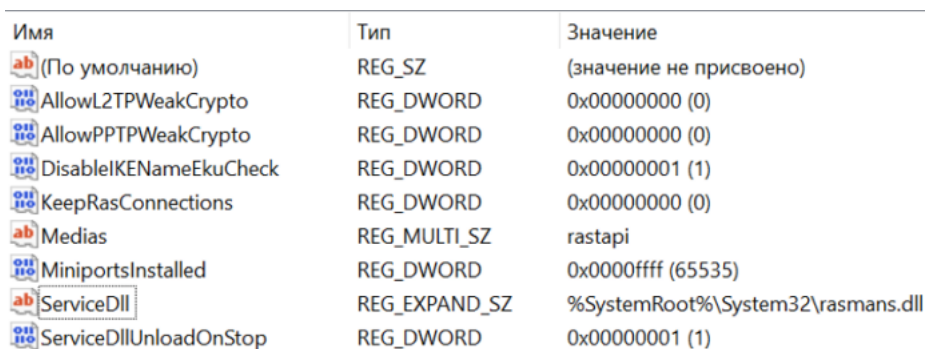 Имя Тип Значение
(По умолчанию) REG_SZ (значение не присвоено)
AllowL2TPWeakCrypto REG_DWORD 0x00000000 (0)
AllowPPTPWeakCrypto REG_DWORD 0x00000000 (0)
DisableIKENameEkuCheck REG_DWORD 0x00000001 (1)
KeepRasConnections REG_DWORD 0x00000000 (0)
Medias REG_MULTI_SZ rastapi
MiniportsInstalled REG_DWORD 0x0000ffff (65535)
ServiceDll REG_EXPAND_SZ %SystemRoot%\System32\rasmans.dll
ServiceDllUnloadOnStop REG_DWORD 0x00000001 (1)